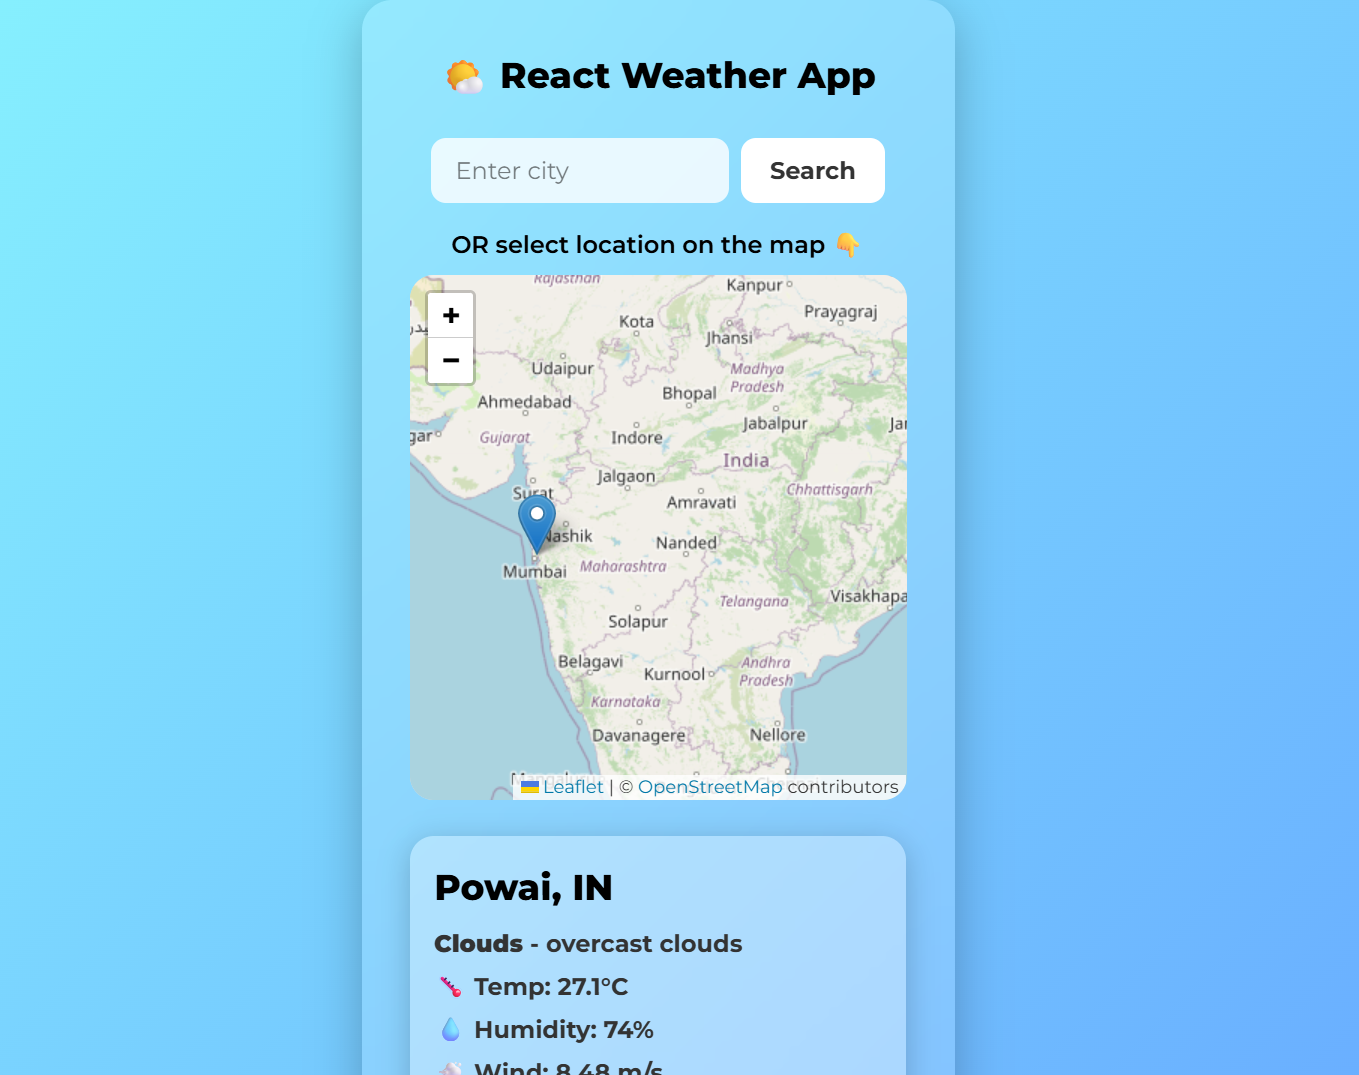 React Weather App
Enter city
Search
OR select location on the map 👇
Rajasthan
Kanpur
Prayagraj
Kota
Jhansi
+
−
Udaipur
Madhya
Pradesh
Bhopal
Ahmedabad
Jabalpur
Gujarat
Indore
India
Jalgaon
Surat
Amravati
Chhattisgarh
Nashik
Nanded
Mumbai
Maharashtra
Visakhapa
Telangana
Solapur
Belagavi
Kurnool
Andhra
Pradesh
Karnataka
Davanagere
Nellore
Mangaluru
Chennai
Leaflet | © OpenStreetMap contributors
Powai, IN
Clouds - overcast clouds
Temp: 27.1°C
Humidity: 74%
Wind: 8.48 m/s